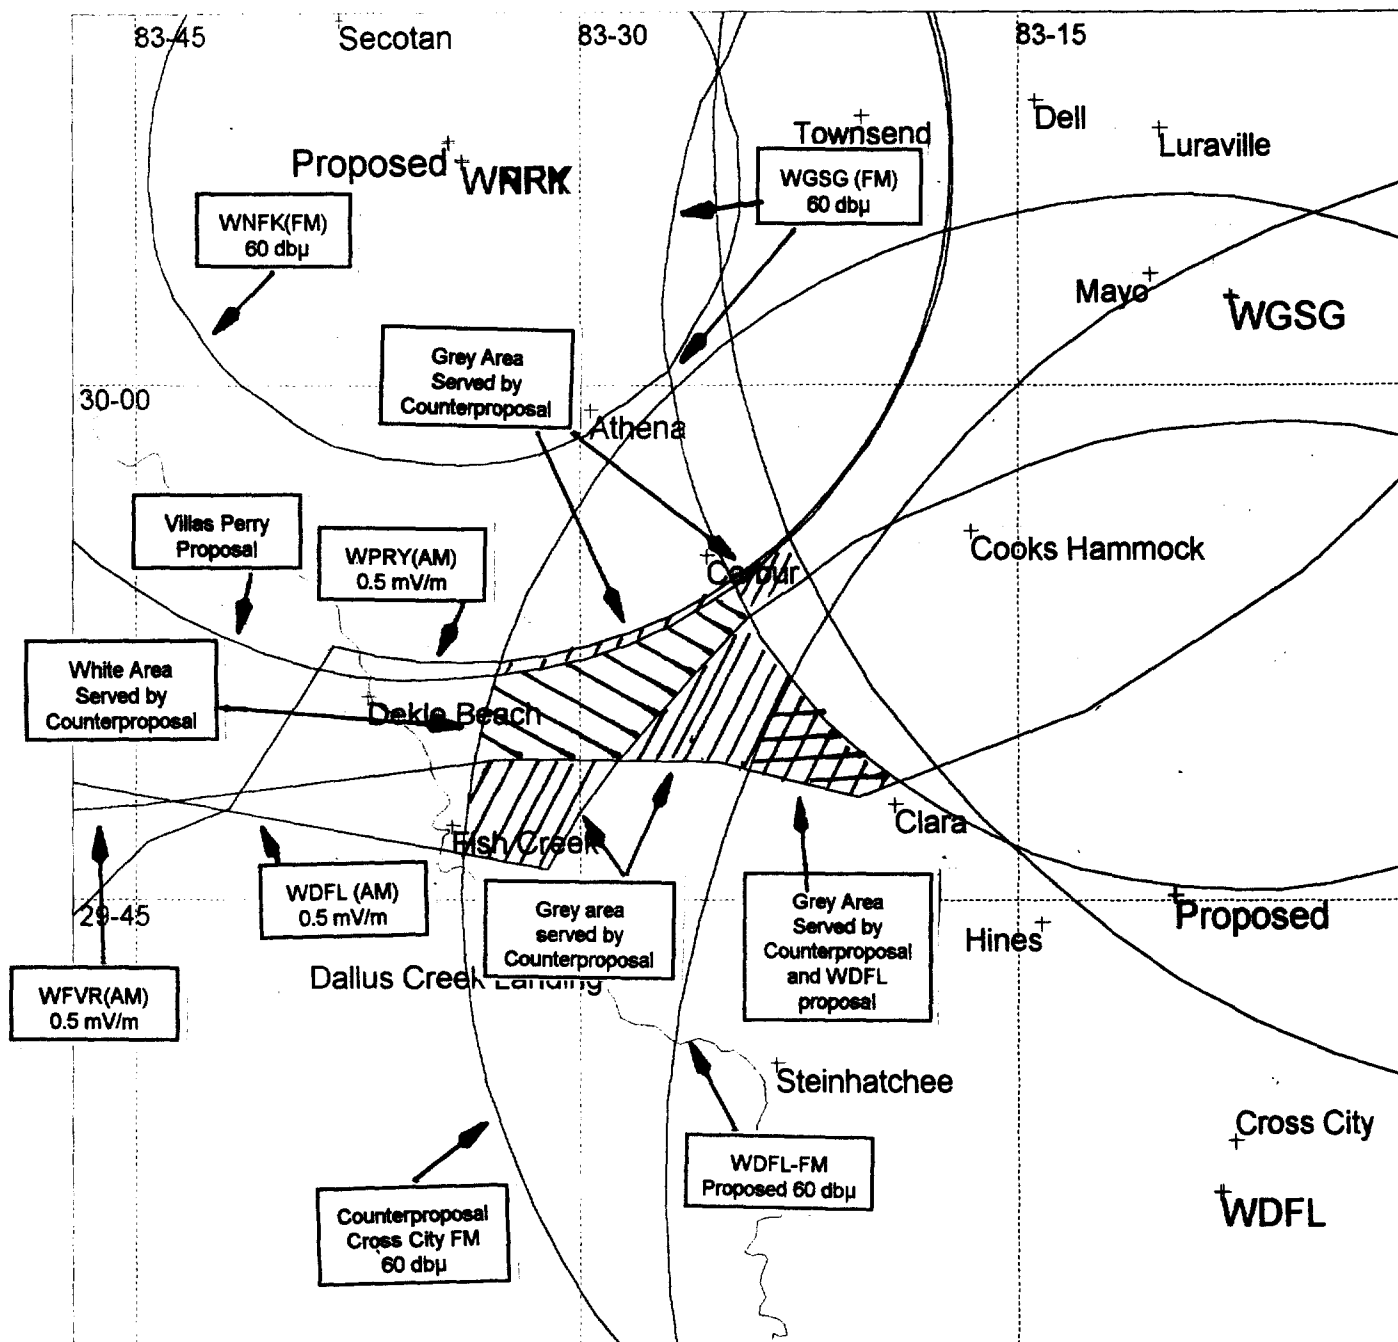 83-45
Secotan
83-30
83-15
Dell
Townsend
Luraville
Proposed
WNFK(FM)
60 dbµ
WGSG (FM)
60 dbµ
Mayo
WGSG
Grey Area
Served by
Counterproposal
30-00
Athena
Villas Perry
Proposal
WPRY(AM)
0.5 mV/m
Carbur
Cooks Hammock
White Area
Served by
Counterproposal
Dekle Beach
Clara
Fish Creek
WDFL (AM)
0.5 mV/m
29-45
Grey area
served by
Counterproposal
Grey Area
Served by
Counterproposal
and WDFL
proposal
Proposed
Hines
Dallus Creek Landing
WFVR(AM)
0.5 mV/m
Steinhatchee
WDFL-FM
Proposed 60 dbµ
Cross City
WDFL
Counterproposal
Cross City FM
60 dbµ